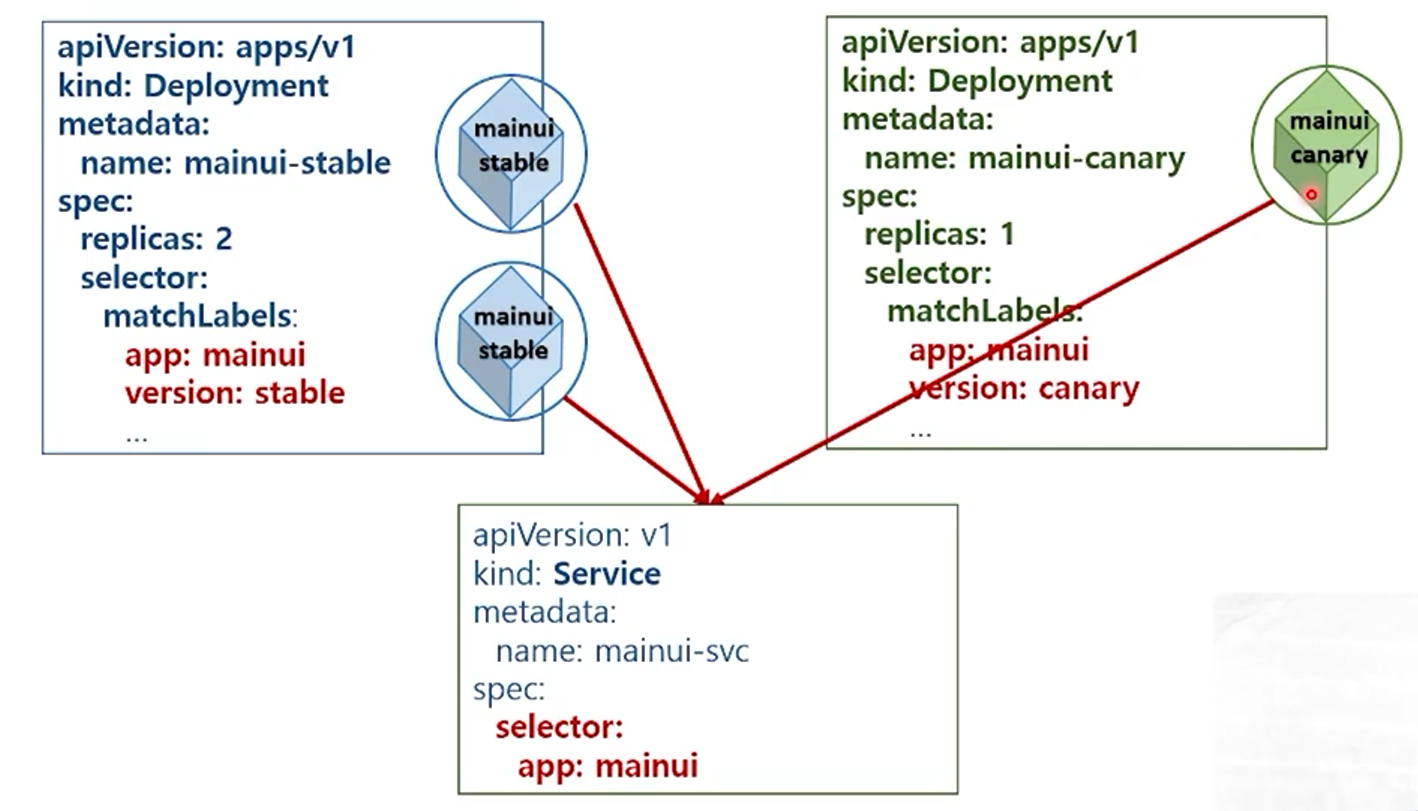 apiVersion: apps/v1
kind: Deployment
metadata:
  name: mainui-stable
spec:
  replicas: 2
  selector:
    matchLabels:
      app: mainui
      version: stable
      ...
mainui
stable
mainui
stable
apiVersion: apps/v1
kind: Deployment
metadata:
  name: mainui-canary
spec:
  replicas: 1
  selector:
    matchLabels:
      app: mainui
      version: canary
      ...
mainui
canary
apiVersion: v1
kind: Service
metadata:
  name: mainui-svc
spec:
  selector:
    app: mainui